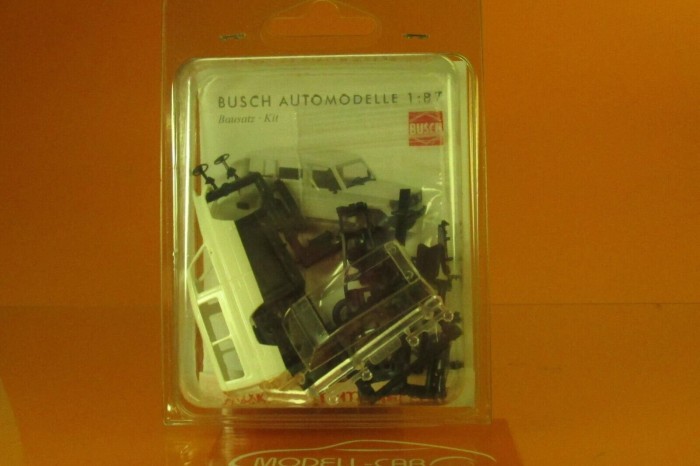 BUSCH AUTOMODELLE 1:87
Bausatz · Kit
BUSCH
MODELL-CAR